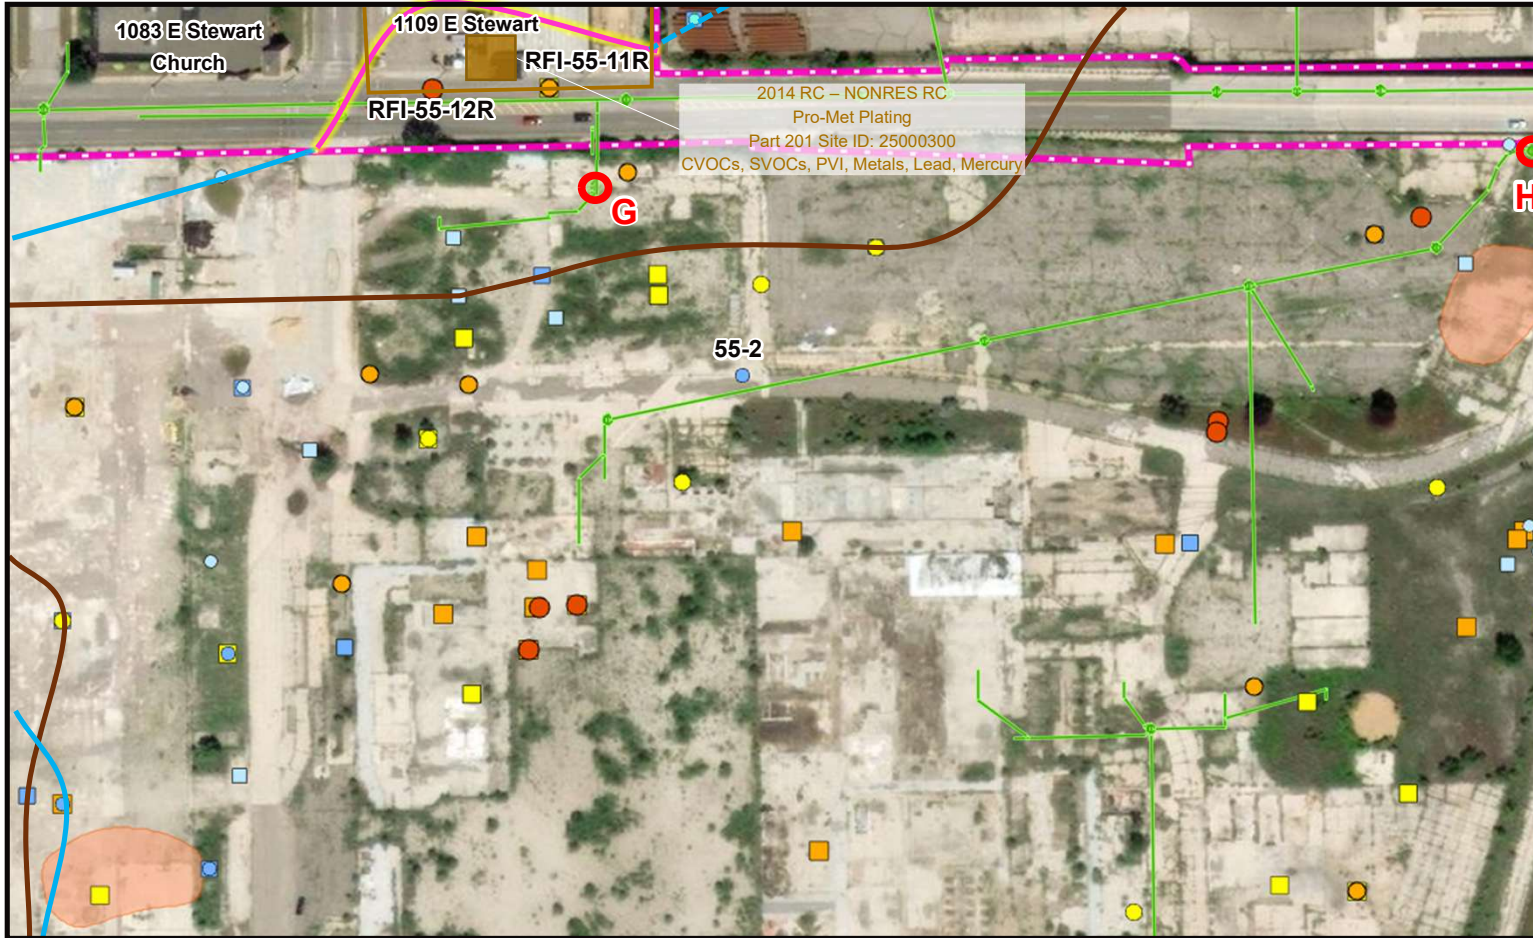 1083 E Stewart
Church
1109 E Stewart
RFI-55-11R
RFI-55-12R
2014 RC – NONRES RC
Pro-Met Plating
Part 201 Site ID: 25000300
CVOCs, SVOCs, PVI, Metals, Lead, Mercury
G
H
55-2